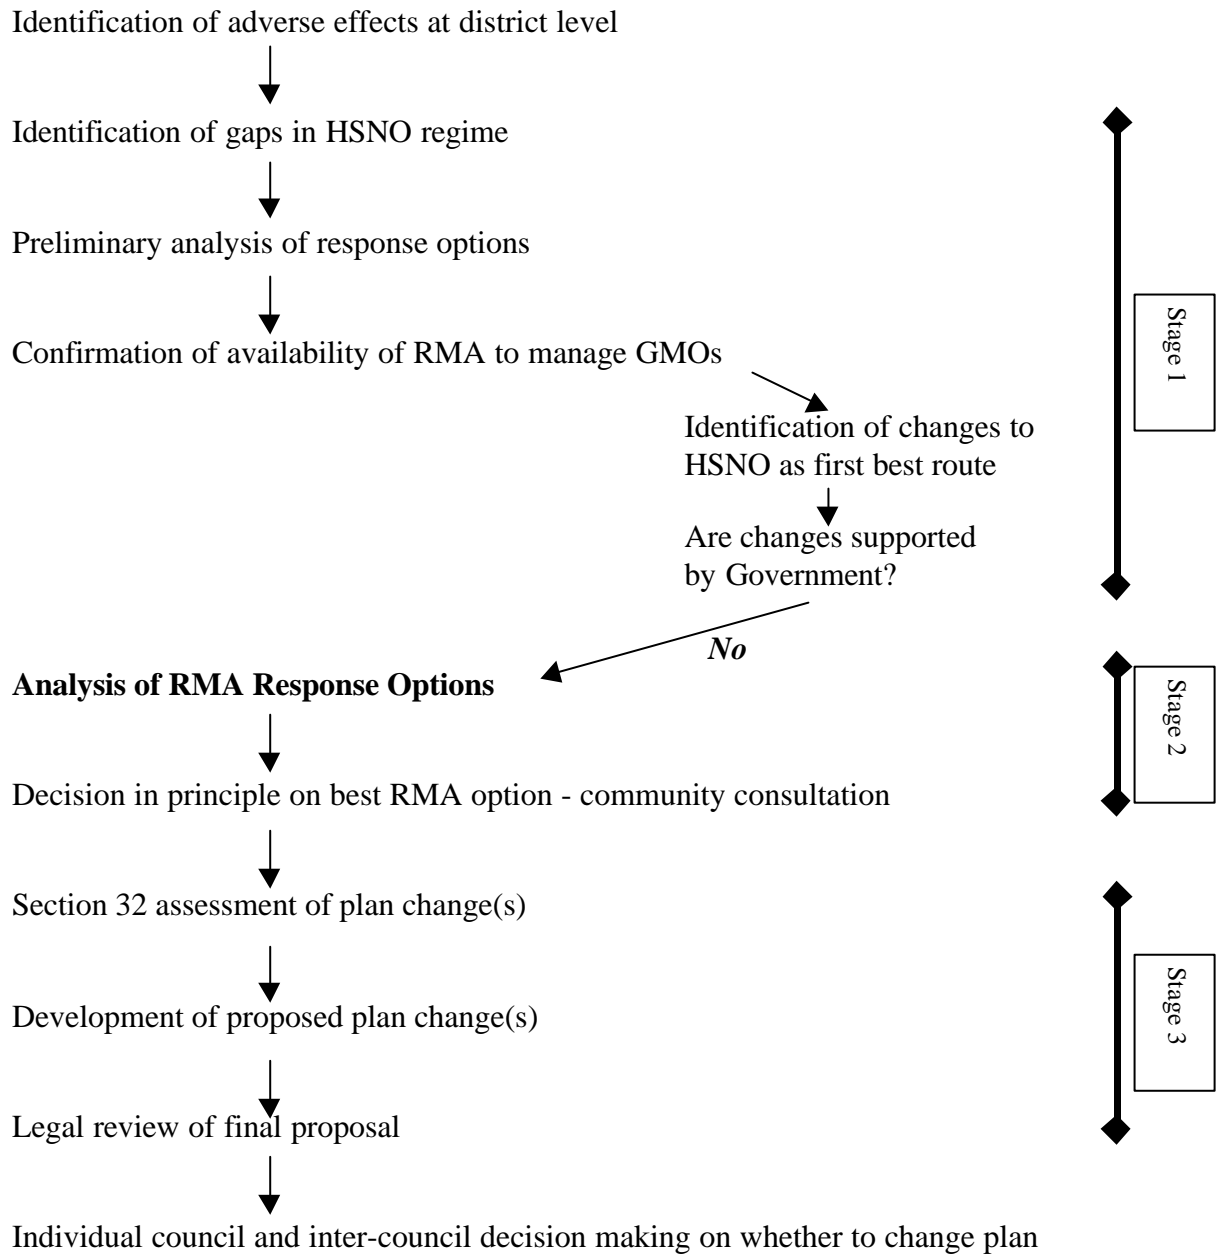 Identification of adverse effects at district level
Identification of gaps in HSNO regime
Preliminary analysis of response options
Confirmation of availability of RMA to manage GMOs
Stage 1
Identification of changes to
HSNO as first best route
Are changes supported
by Government?
No
Analysis of RMA Response Options
Stage 2
Decision in principle on best RMA option - community consultation
Section 32 assessment of plan change(s)
Development of proposed plan change(s)
Stage 3
Legal review of final proposal
Individual council and inter-council decision making on whether to change plan